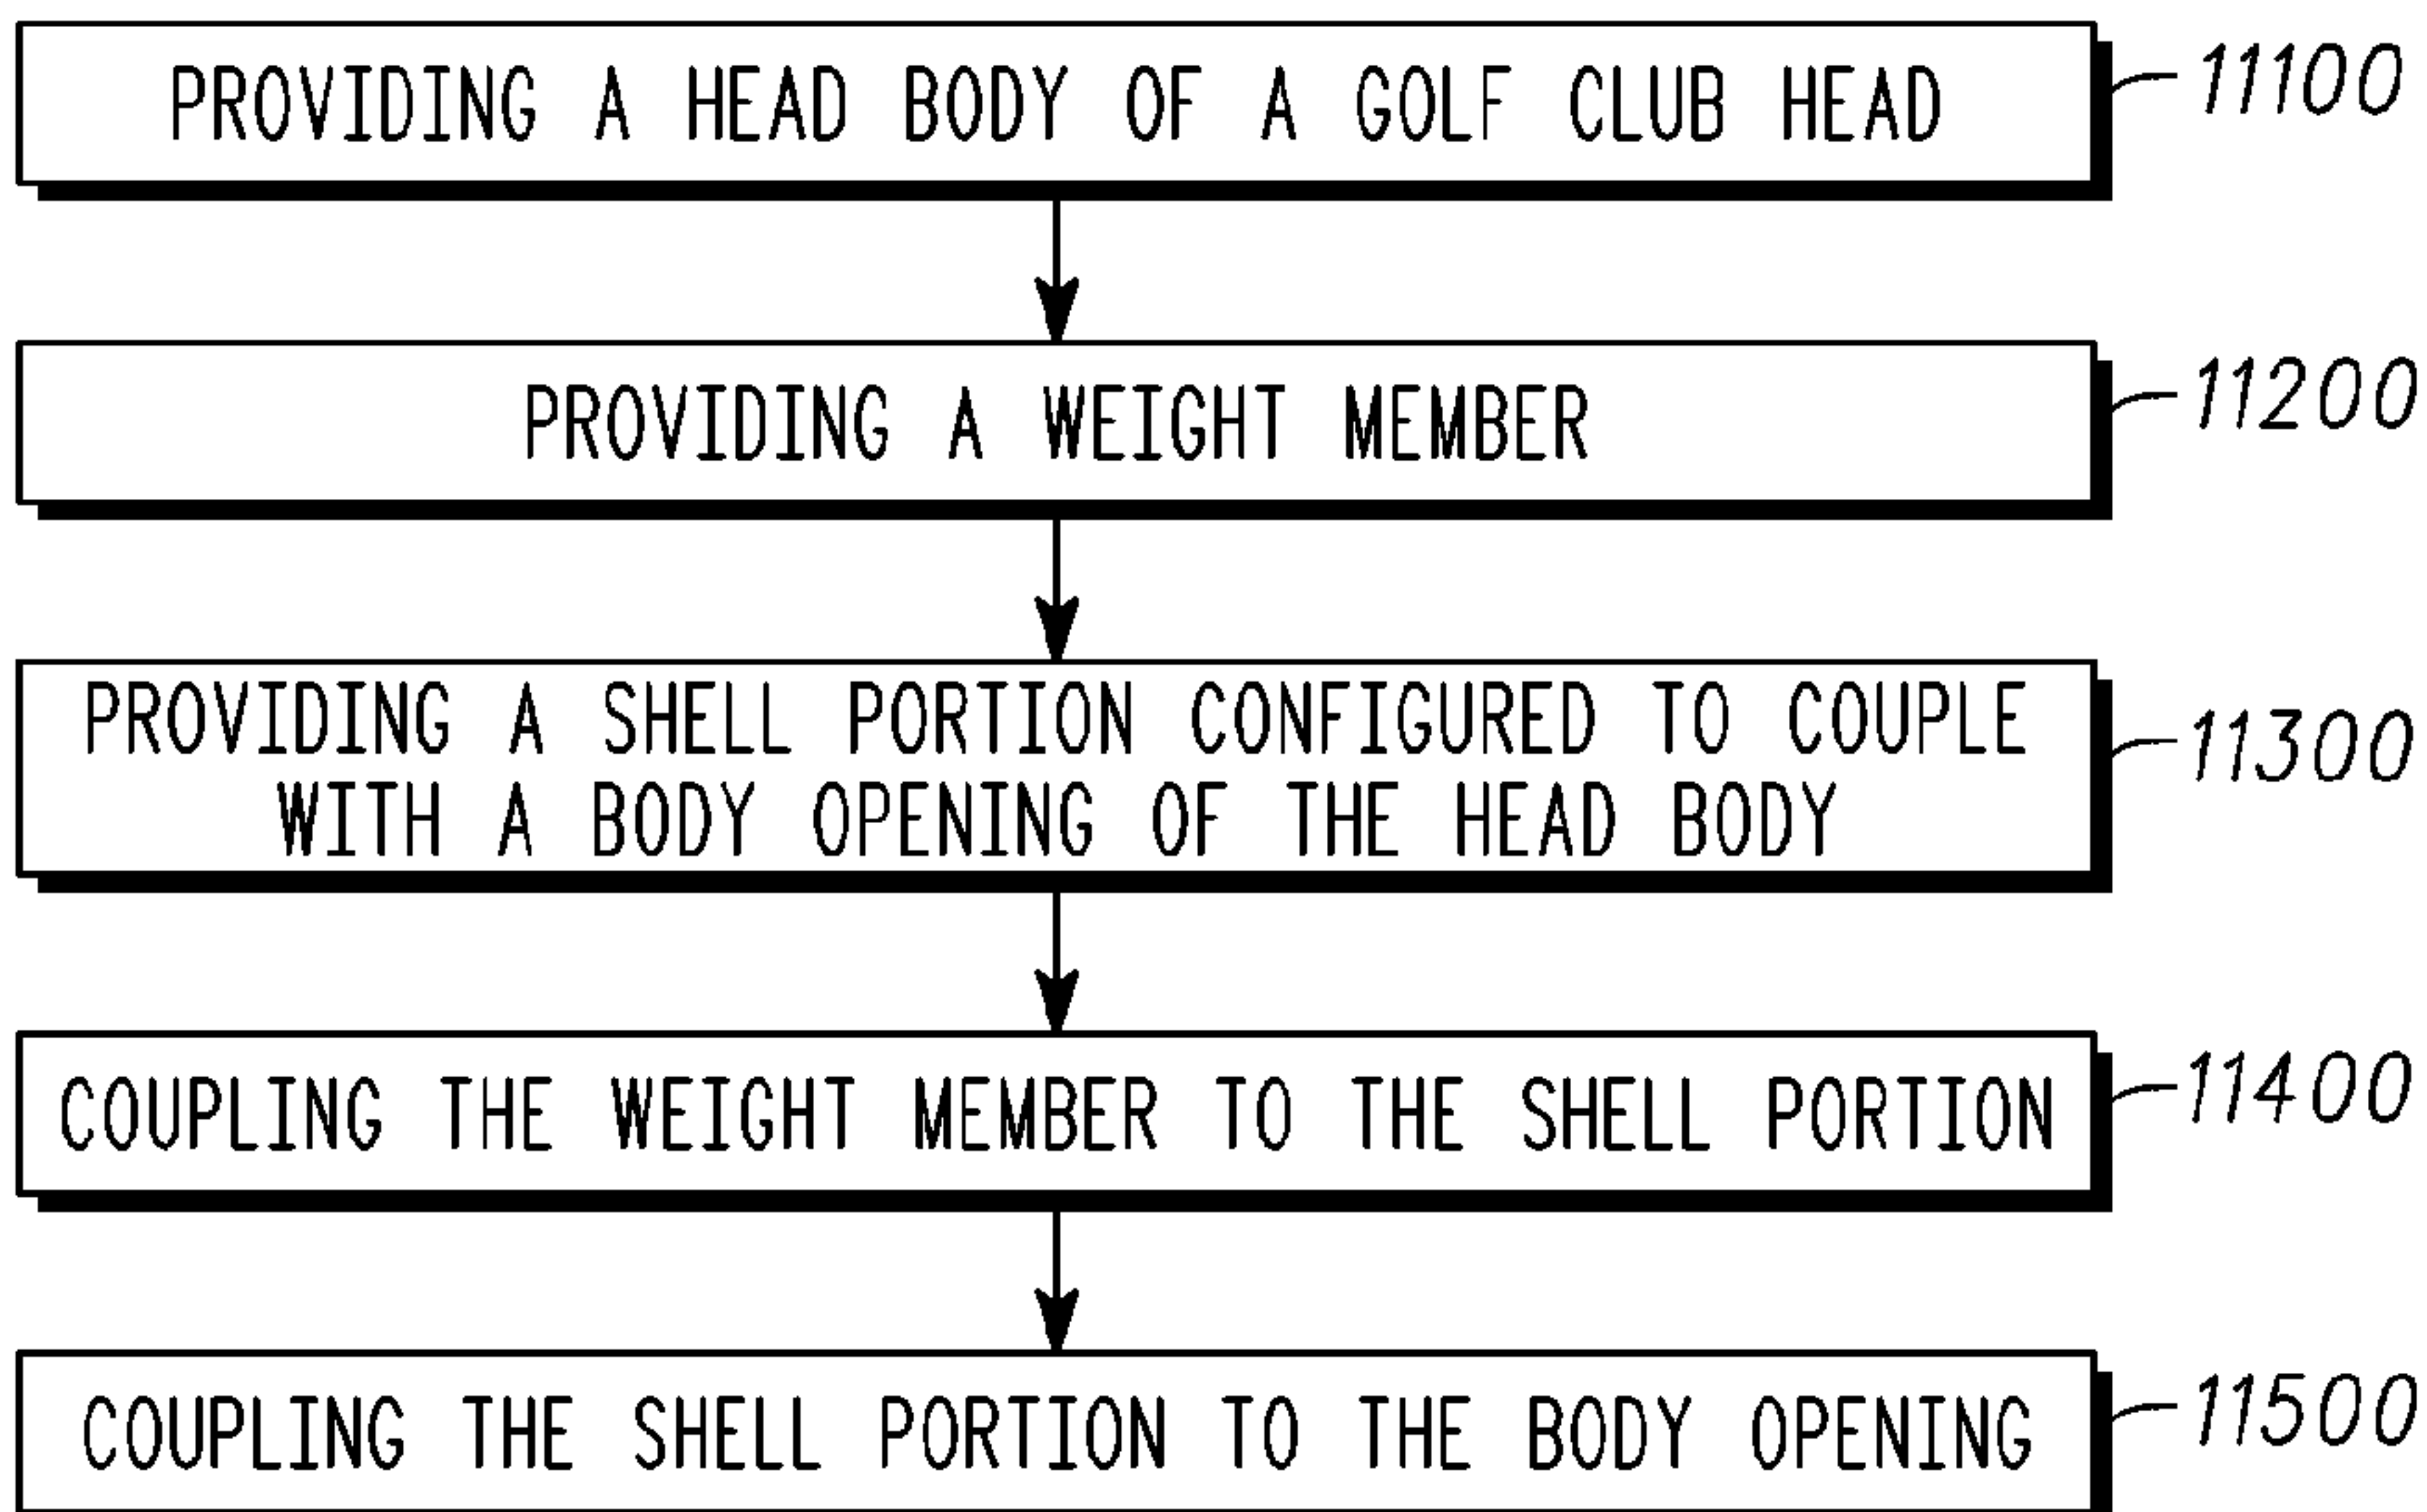 PROVIDING A HEAD BODY OF A GOLF CLUB HEAD
11100
PROVIDING A WEIGHT MEMBER
11200
PROVIDING A SHELL PORTION CONFIGURED TO COUPLE
WITH A BODY OPENING OF THE HEAD BODY
11300
COUPLING THE WEIGHT MEMBER TO THE SHELL PORTION
11400
COUPLING THE SHELL PORTION TO THE BODY OPENING
11500